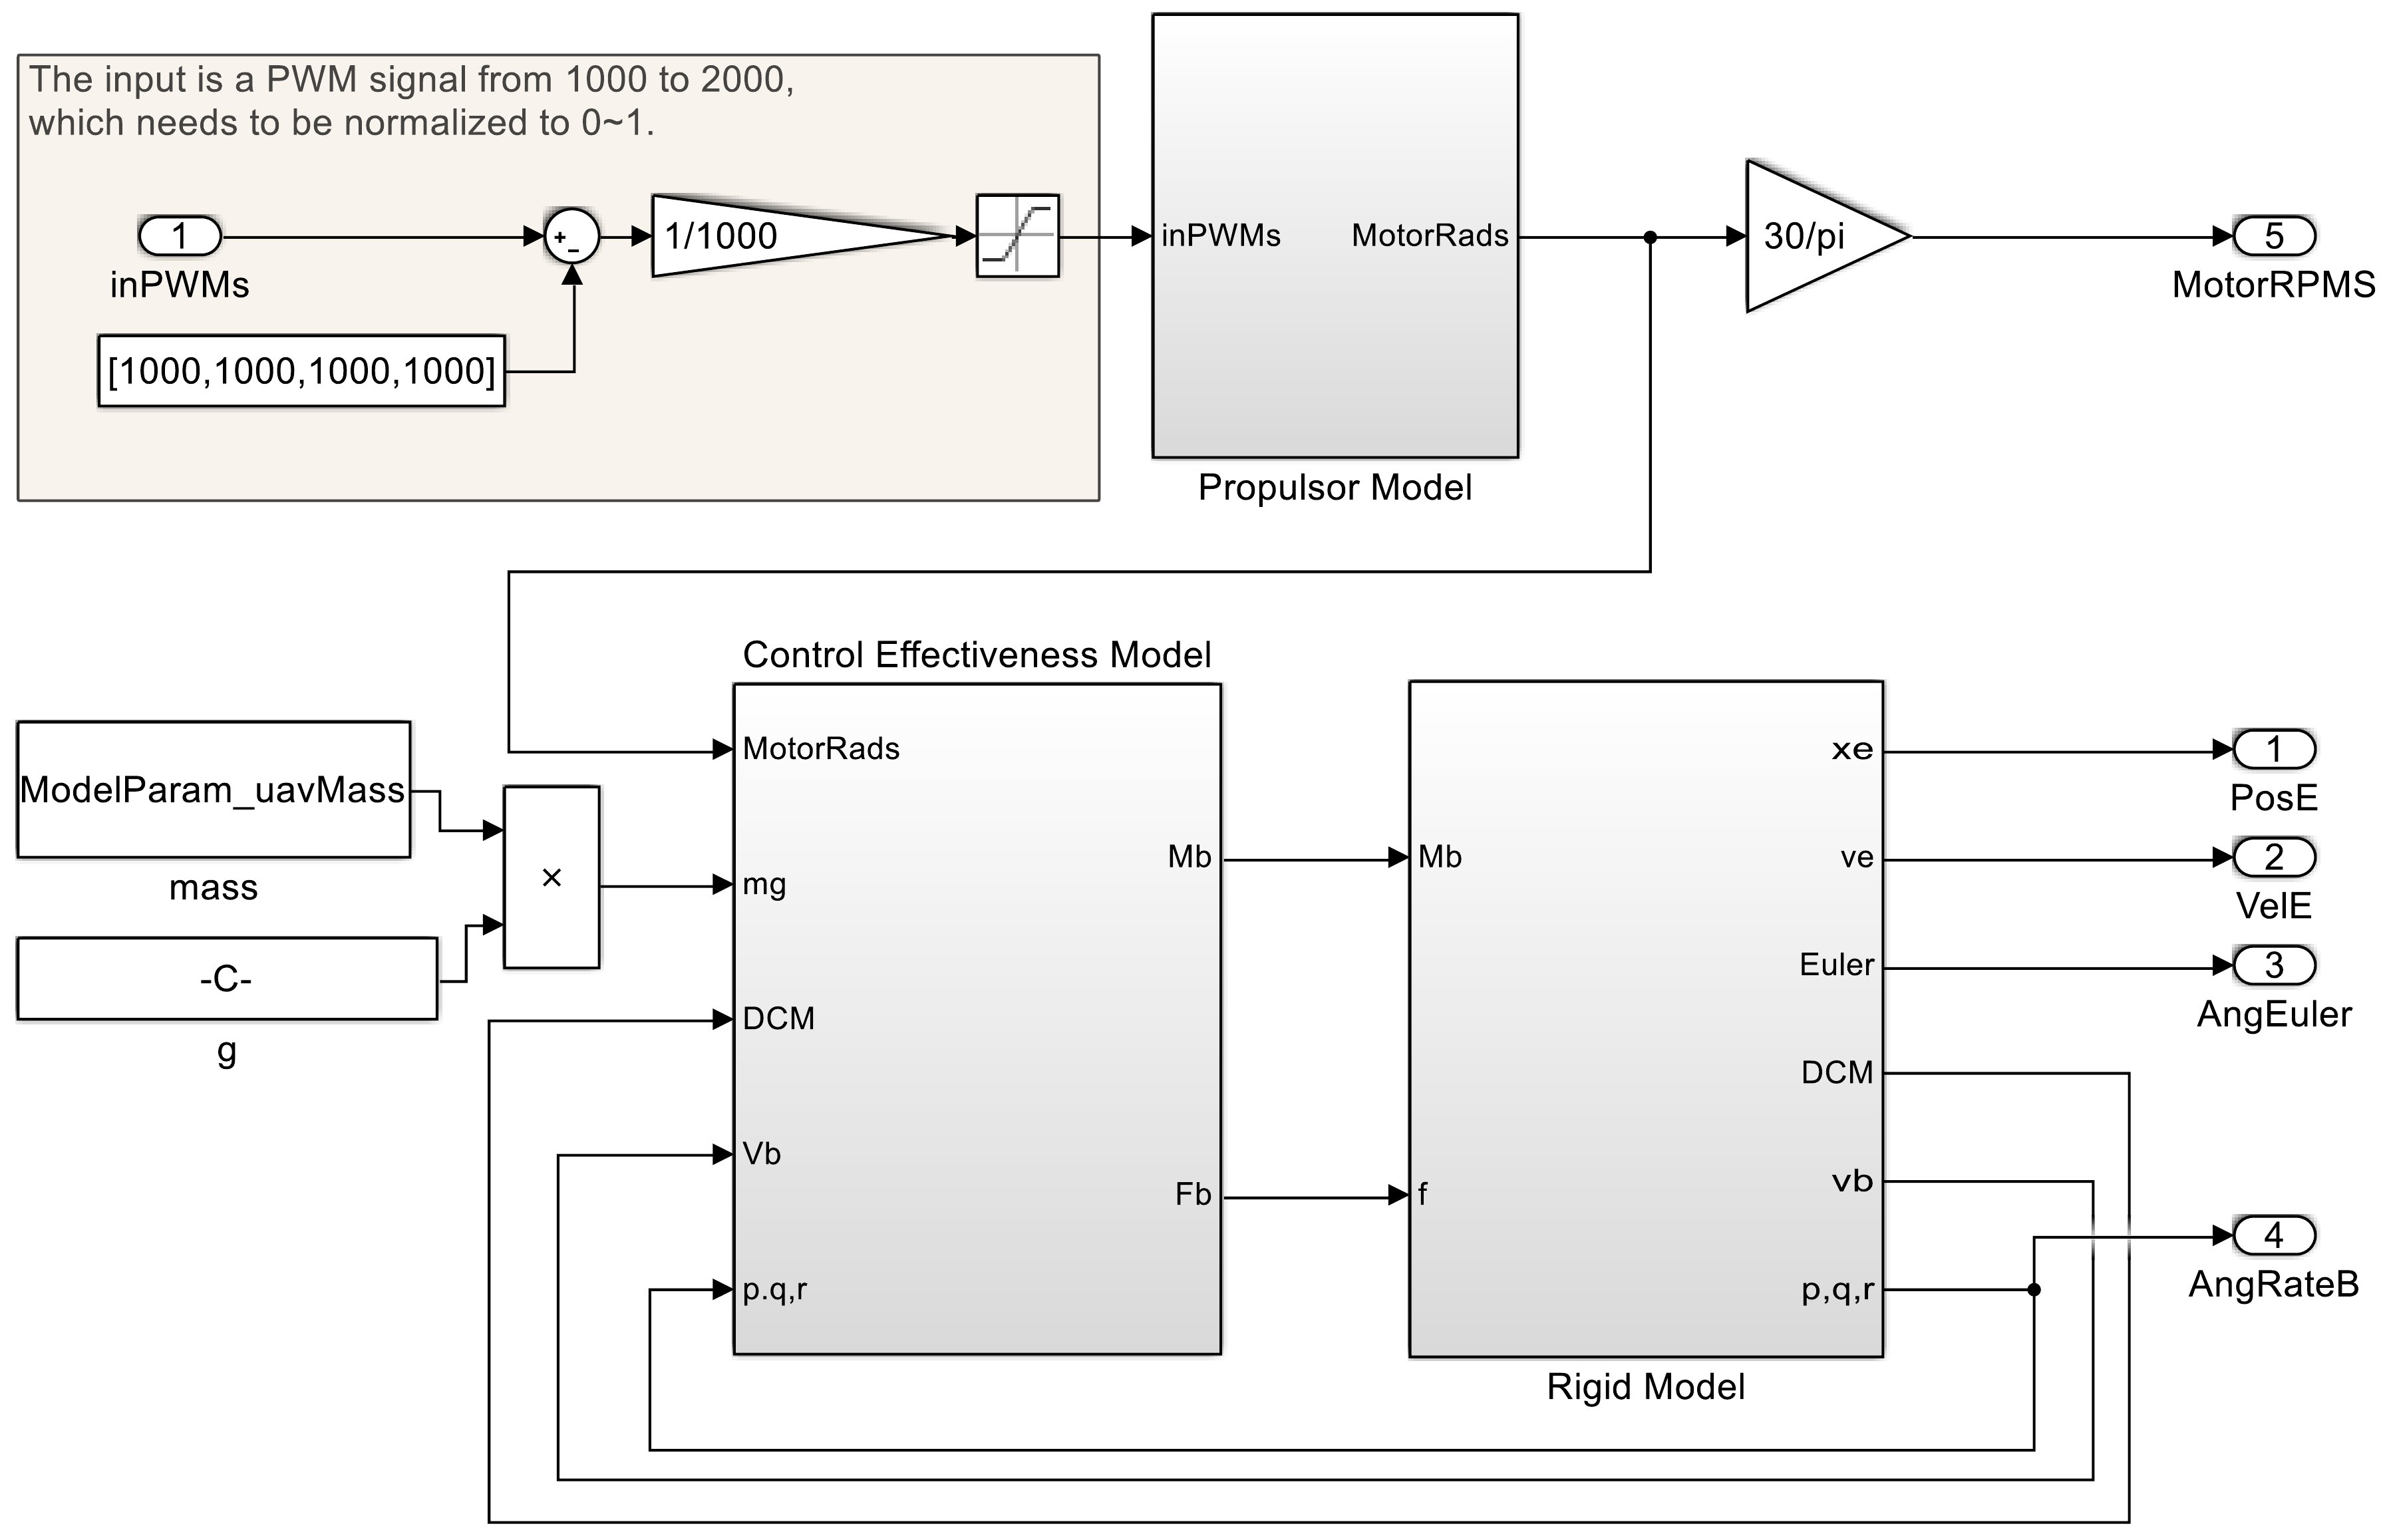 The input is a PWM signal from 1000 to 2000,
which needs to be normalized to 0~1.
1
inPWMs
[1000,1000,1000,1000]
+
-
1/1000
inPWMs
MotorRads
Propulsor Model
30/pi
5
MotorRPMS
Control Effectiveness Model
ModelParam_uavMass
mass
-C-
g
×
MotorRads
mg
DCM
Vb
p.q,r
Mb
Fb
Mb
f
xe
ve
Euler
DCM
vb
p,q,r
Rigid Model
1
PosE
2
VelE
3
AngEuler
4
AngRateB